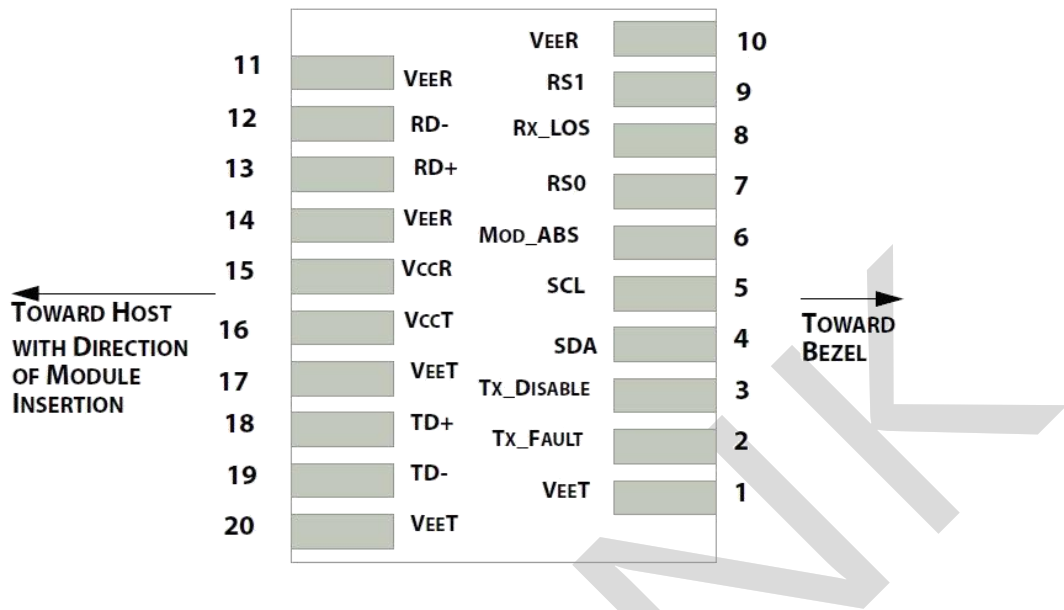 VEER 10
11 VEER
RS1 9
12 RD-
Rx_LOS 8
13 RD+
RS0 7
14 VEER
MOD_ABS 6
15 VCCR
SCL 5
TOWARD HOST
WITH DIRECTION
OF MODULE
INSERTION
16 VCCT
TOWARD
BEZEL
SDA 4
17 VEET
TX_DISABLE 3
18 TD+
TX_FAULT 2
19 TD-
VEET 1
20 VEET